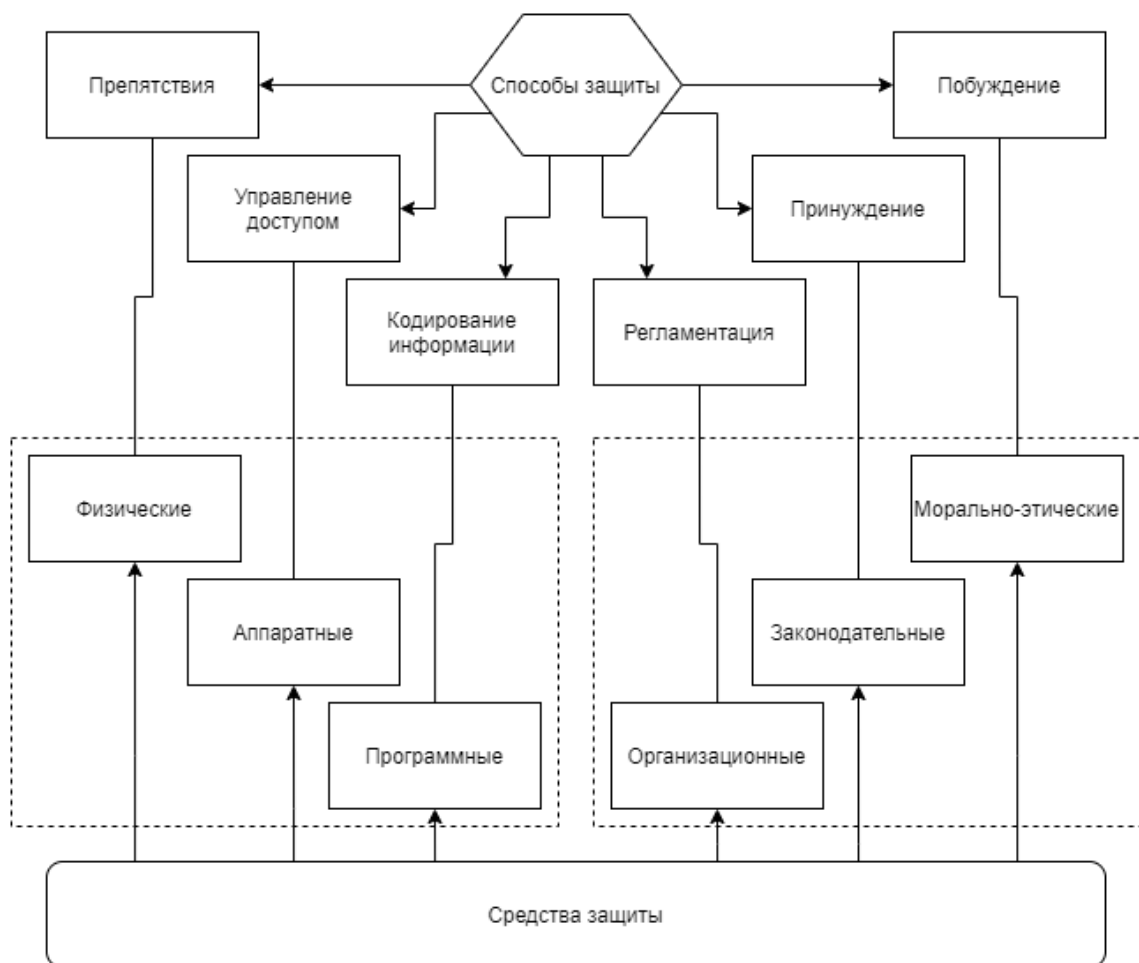 Препятствия
Способы защиты
Побуждение
Управление
доступом
Принуждение
Кодирование
информации
Регламентация
Физические
Морально-этические
Аппаратные
Законодательные
Программные
Организационные
Средства защиты